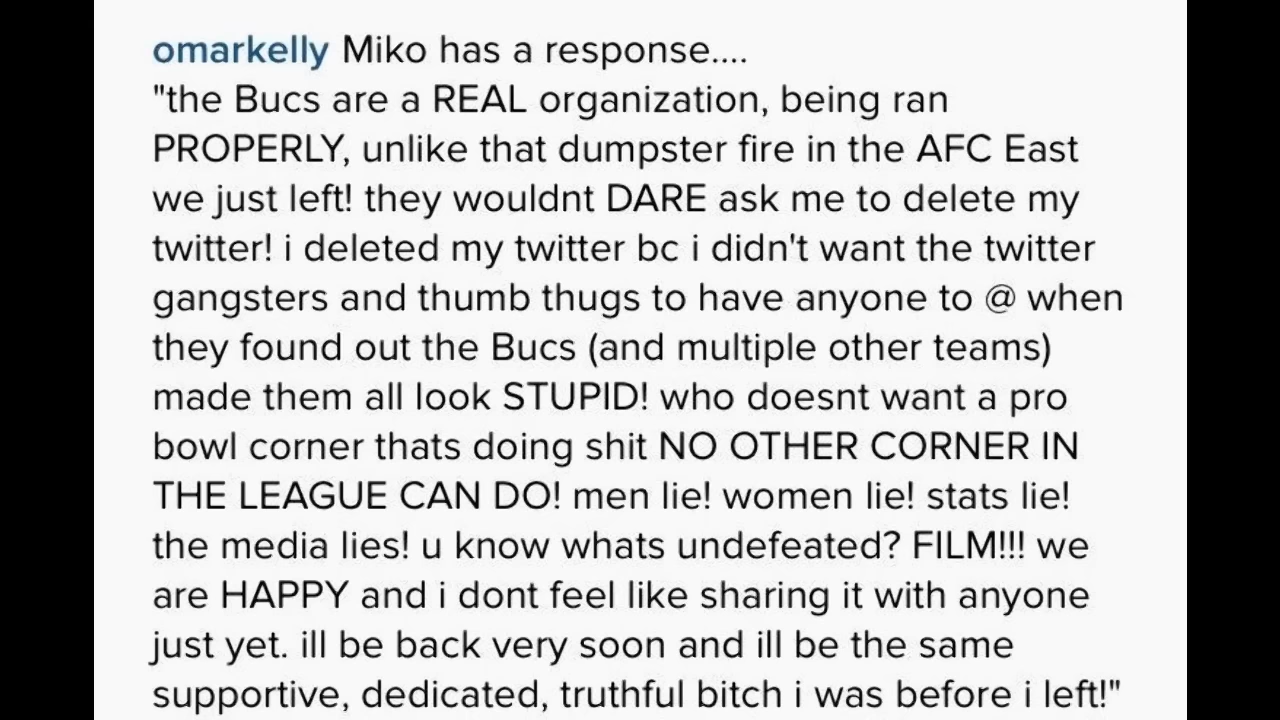 omarkelly Miko has a response....
"the Bucs are a REAL organization, being ran
PROPERLY, unlike that dumpster fire in the AFC East
we just left! they wouldnt DARE ask me to delete my
twitter! i deleted my twitter bc i didn't want the twitter
gangsters and thumb thugs to have anyone to @ when
they found out the Bucs (and multiple other teams)
made them all look STUPID! who doesnt want a pro
bowl corner thats doing shit NO OTHER CORNER IN
THE LEAGUE CAN DO! men lie! women lie! stats lie!
the media lies! u know whats undefeated? FILM!!! we
are HAPPY and i dont feel like sharing it with anyone
just yet. ill be back very soon and ill be the same
supportive, dedicated, truthful bitch i was before i left!"